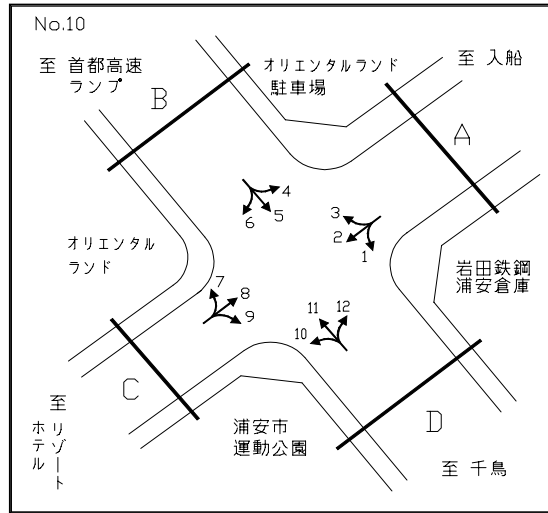 No.10
至 首都高速
ランプ
B
オリエンタルランド
駐車場
至 入船
A
4
5
6
3
2
1
オリエンタル
ランド
岩田鉄鋼
浦安倉庫
7
8
9
11
12
10
C
至 リゾート
ホテル
浦安市
運動公園
D
至 千鳥